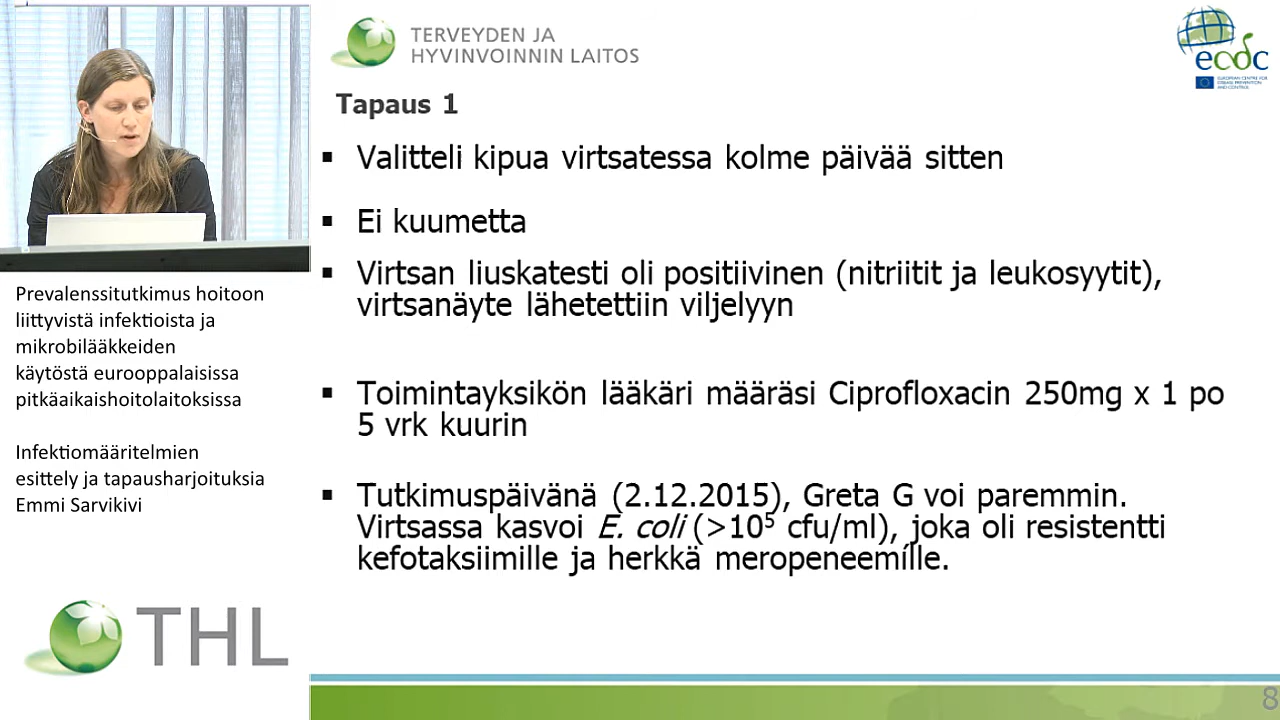 TERVEYDEN JA
HYVINVOINNIN LAITOS
ecdc
EUROPEAN CENTRE FOR
DISEASE PREVENTION
AND CONTROL
Tapaus 1
▪ Valitteli kipua virtsatessa kolme päivää sitten
▪ Ei kuumetta
▪ Virtsan liuskatesti oli positiivinen (nitriitit ja leukosyytit),
virtsanäyte lähetettiin viljelyyn
▪ Toimintayksikön lääkäri määräsi Ciprofloxacin 250mg x 1 po
5 vrk kuurin
▪ Tutkimuspäivänä (2.12.2015), Greta G voi paremmin.
Virtsassa kasvoi E. coli (>10⁵ cfu/ml), joka oli resistentti
kefotaksiimille ja herkkä meropeneemille.
Prevalenssitutkimus hoitoon
liittyvistä infektioista ja
mikrobilääkkeiden
käytöstä eurooppalaisissa
pitkäaikaishoitolaitoksissa
Infektiomääritelmien
esittely ja tapausharjoituksia
Emmi Sarvikivi
THL
8